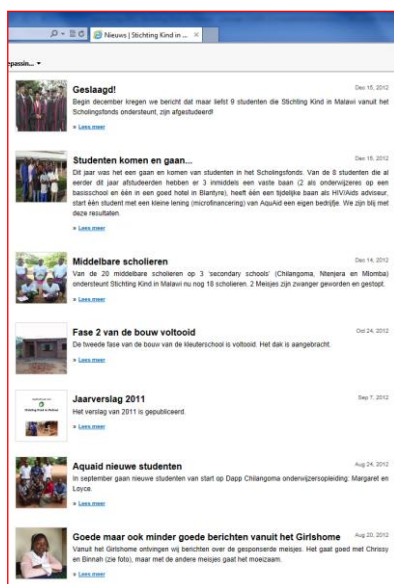 Nieuws | Stichting Kind in ...
epassin...
Geslaagd!
Dec 15, 2012
Begin december kregen we bericht dat maar liefst 9 studenten die Stichting Kind in Malawi vanuit het
Scholingsfonds ondersteunt, zijn afgestudeerd!
» Lees meer
Studenten komen en gaan...
Dec 15, 2012
Dit jaar was het een gaan en komen van studenten in het Scholingsfonds. Van de 8 studenten die al
eerder dit jaar afstudeerden hebben er 3 inmiddels een vaste baan (2 als onderwijzeres op een
basisschool en één in een goed hotel in Blantyre), heeft één een tijdelijke baan als HIV/Aids adviseur,
start één student met een kleine lening (microfinancering) van AquAid een eigen bedrijfje. We zijn blij met
deze resultaten.
» Lees meer
Middelbare scholieren
Dec 14, 2012
Van de 20 middelbare scholieren op 3 'secondary schools' (Chilangoma, Ntenjera en Mlomba)
ondersteunt Stichting Kind in Malawi nu nog 18 scholieren. 2 Meisjes zijn zwanger geworden en gestopt.
» Lees meer
Fase 2 van de bouw voltooid
Oct 24, 2012
De tweede fase van de bouw van de kleuterschool is voltooid. Het dak is aangebracht.
» Lees meer
Stichting Kind in Malawi
Jaarverslag 2011
Sep 7, 2012
Het verslag van 2011 is gepubliceerd.
» Lees meer
Aquaid nieuwe studenten
Aug 24, 2012
In september gaan nieuwe studenten van start op Dapp Chilangoma onderwijzersopleiding: Margaret en
Loyce.
» Lees meer
Goede maar ook minder goede berichten vanuit het Girlshome
Aug 20, 2012
Vanuit het Girlshome ontvingen wij berichten over de gesponserde meisjes. Het gaat goed met Chrissy
en Binnah (zie foto), maar met de andere meisjes gaat het moeizaam.
» Lees meer